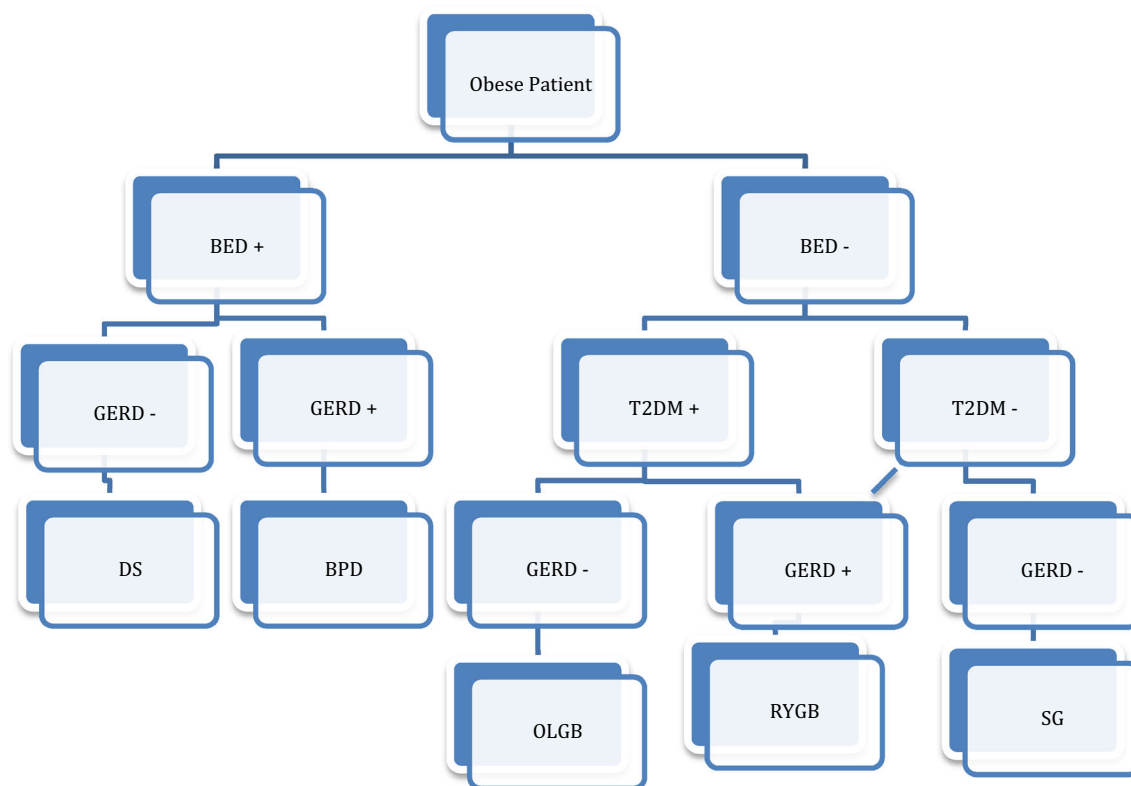 Obese Patient
BED +
BED -
GERD -
GERD +
T2DM +
T2DM -
DS
BPD
GERD -
GERD +
GERD -
OLGB
RYGB
SG